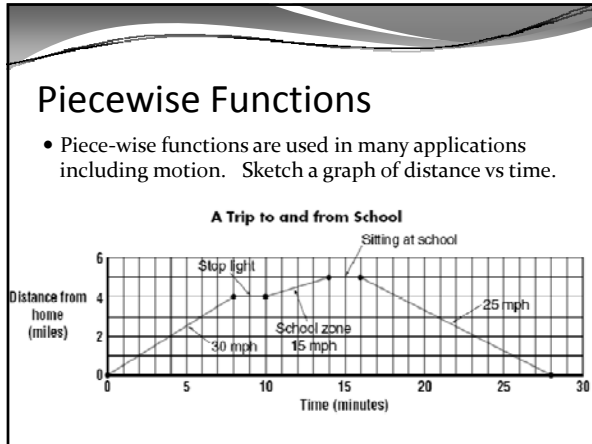 Piecewise Functions
• Piece-wise functions are used in many applications
including motion. Sketch a graph of distance vs time.
A Trip to and from School
Sitting at school
6
Stop light
Distance from
home
(miles)
4
25 mph
School zone
15 mph
2
30 mph
0
0 5 10 15 20 25 30
Time (minutes)